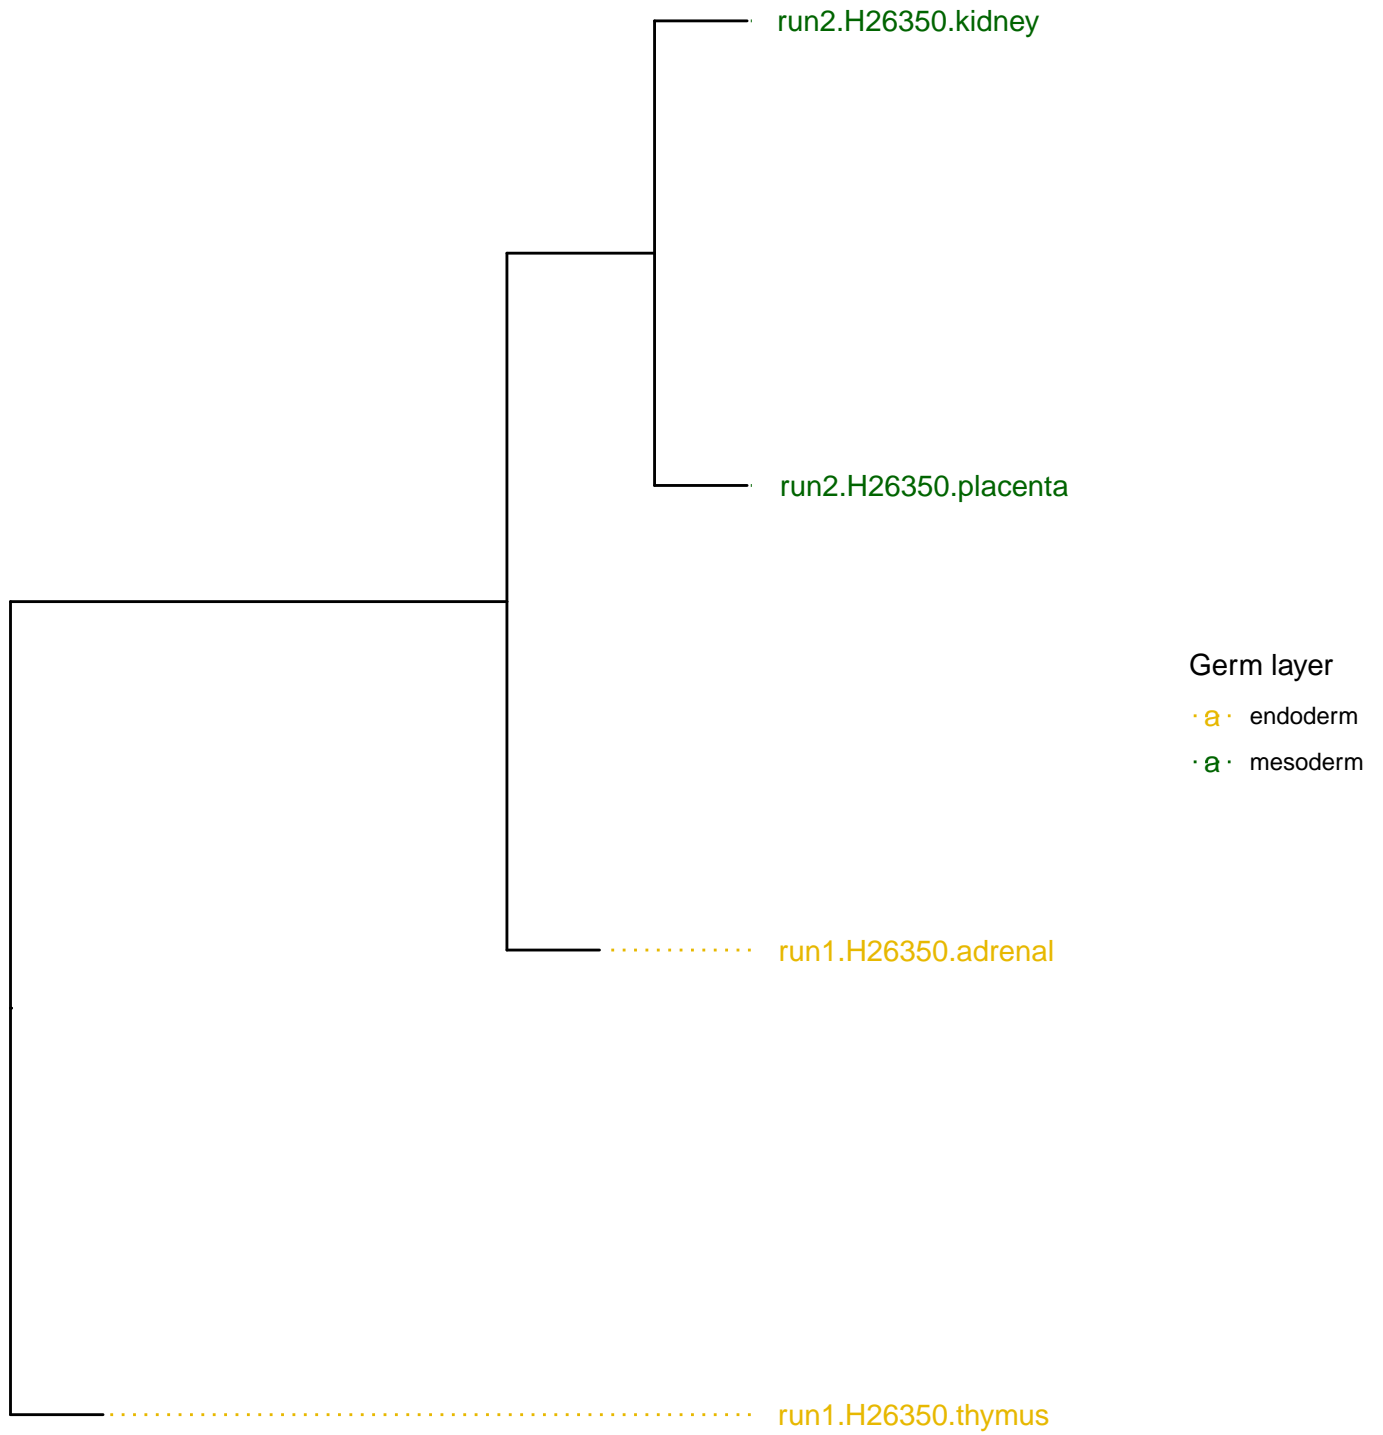 run2.H26350.kidney
run2.H26350.placenta
Germ layer
a endoderm
a mesoderm
run1.H26350.adrenal
run1.H26350.thymus